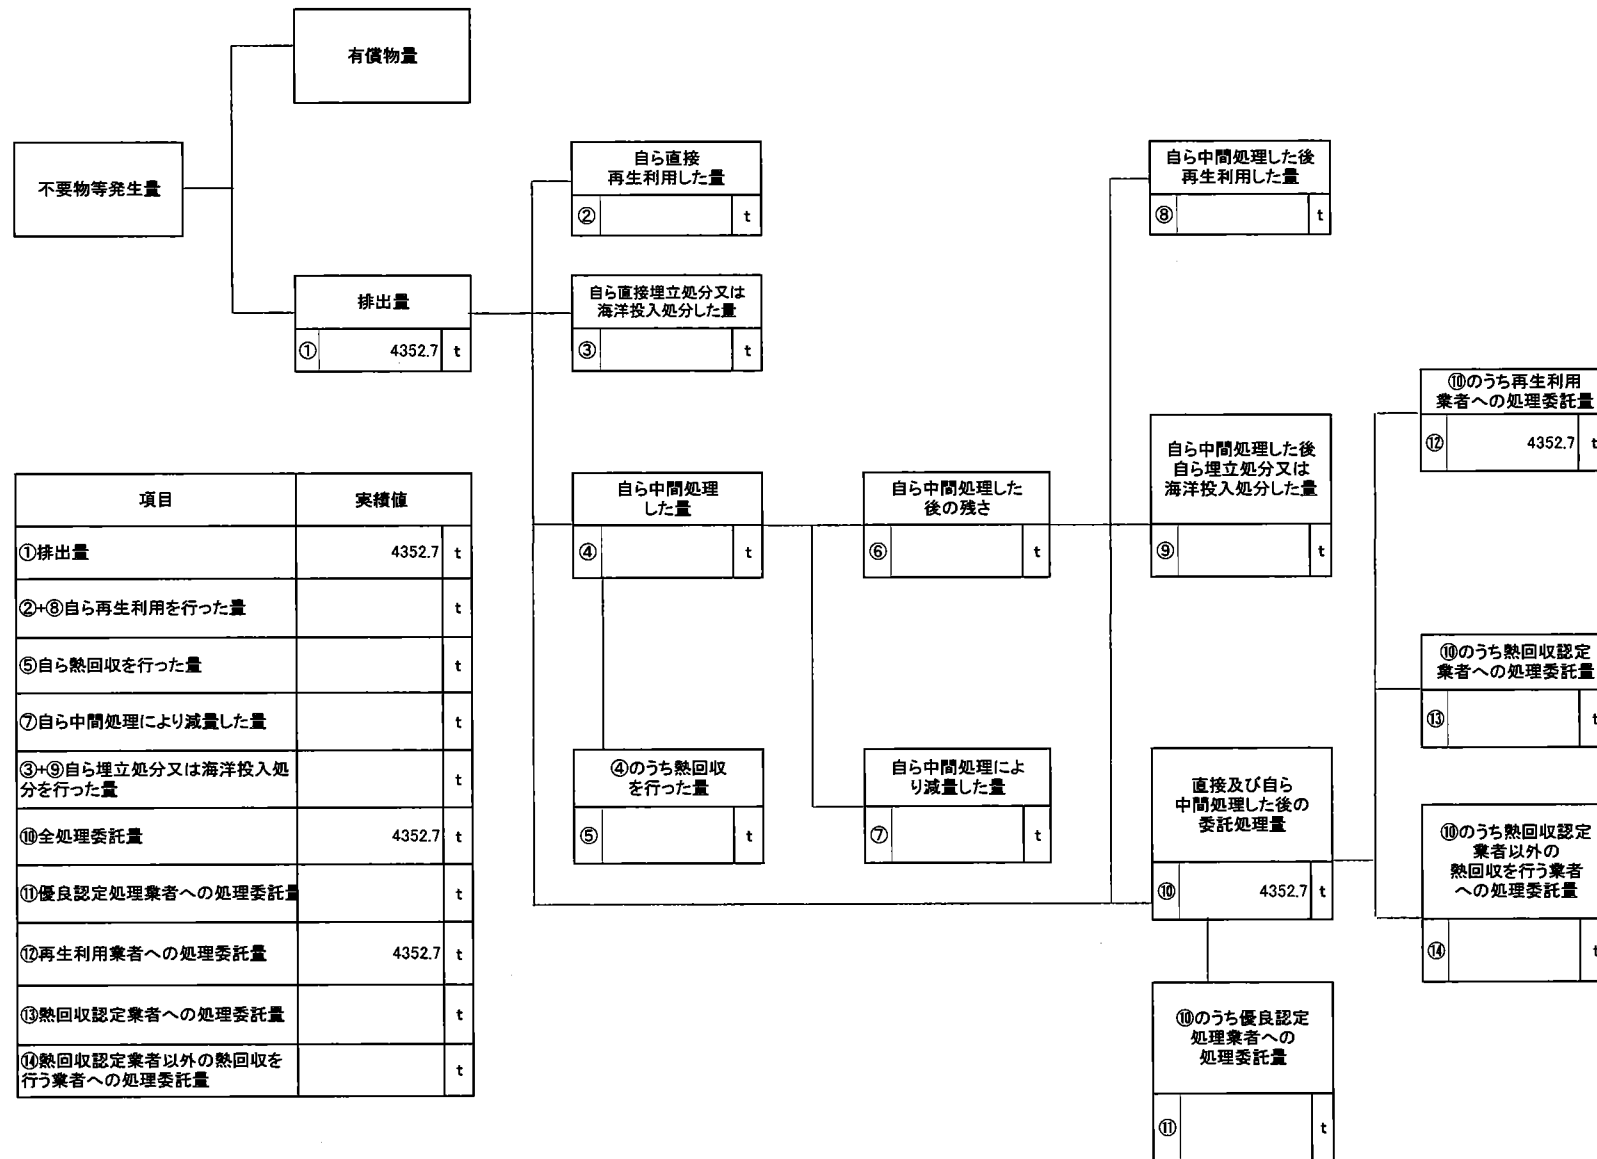 有償物量
不要物等発生量
排出量
① 4352.7 t
自ら直接
再生利用した量
② t
自ら直接埋立処分又は
海洋投入処分した量
③ t
自ら中間処理
した量
④ t
④のうち熱回収
を行った量
⑤ t
自ら中間処理した
後の残さ
⑥ t
自ら中間処理によ
り減量した量
⑦ t
自ら中間処理した後
再生利用した量
⑧ t
自ら中間処理した後
自ら埋立処分又は
海洋投入処分した量
⑨ t
直接及び自ら
中間処理した後の
委託処理量
⑩ 4352.7 t
⑩のうち優良認定
処理業者への
処理委託量
⑪ t
⑩のうち再生利用
業者への処理委託量
⑫ 4352.7 t
⑩のうち熱回収認定
業者への処理委託量
⑬ t
⑩のうち熱回収認定
業者以外の
熱回収を行う業者
への処理委託量
⑭ t
項目 実績値
①排出量 4352.7 t
②+⑧自ら再生利用を行った量 t
⑤自ら熱回収を行った量 t
⑦自ら中間処理により減量した量 t
③+⑨自ら埋立処分又は海洋投入処
分を行った量 t
⑩全処理委託量 4352.7 t
⑪優良認定処理業者への処理委託量 t
⑫再生利用業者への処理委託量 4352.7 t
⑬熱回収認定業者への処理委託量 t
⑭熱回収認定業者以外の熱回収を
行う業者への処理委託量 t